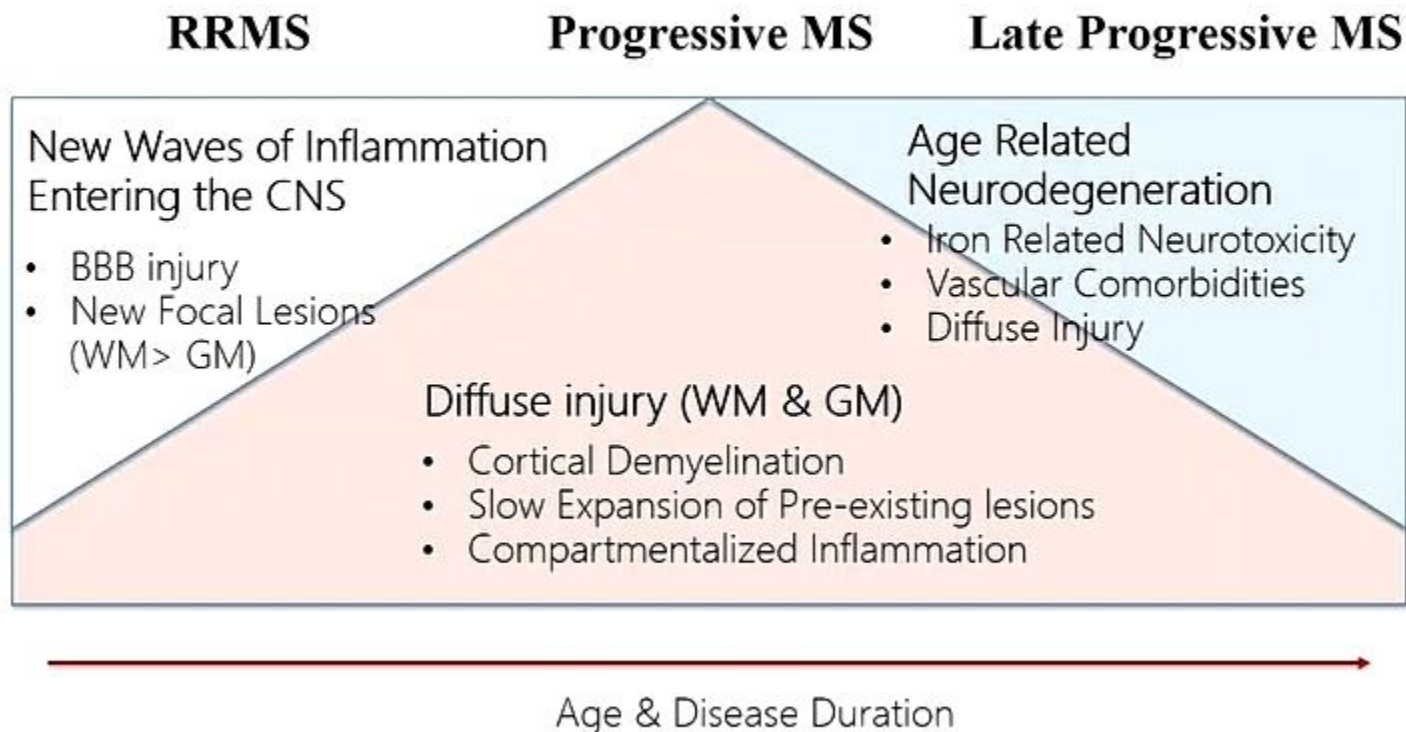 RRMS
Progressive MS
Late Progressive MS
New Waves of Inflammation
Entering the CNS
• BBB injury
• New Focal Lesions
(WM> GM)
Age Related
Neurodegeneration
• Iron Related Neurotoxicity
• Vascular Comorbidities
• Diffuse Injury
Diffuse injury (WM & GM)
• Cortical Demyelination
• Slow Expansion of Pre-existing lesions
• Compartmentalized Inflammation
Age & Disease Duration